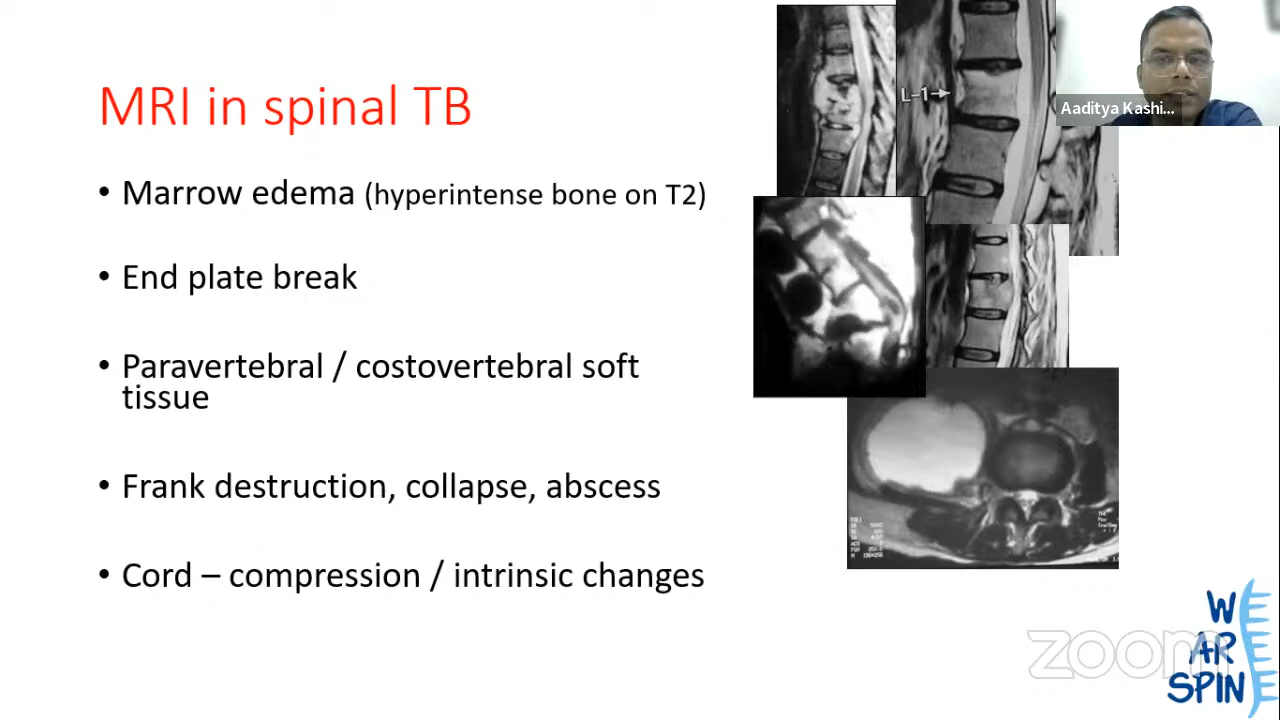 MRI in spinal TB
• Marrow edema (hyperintense bone on T2)
• End plate break
• Paravertebral / costovertebral soft
tissue
• Frank destruction, collapse, abscess
• Cord – compression / intrinsic changes
L-1
Aaditya Kashi...
zoom
WE
AR
SPINE